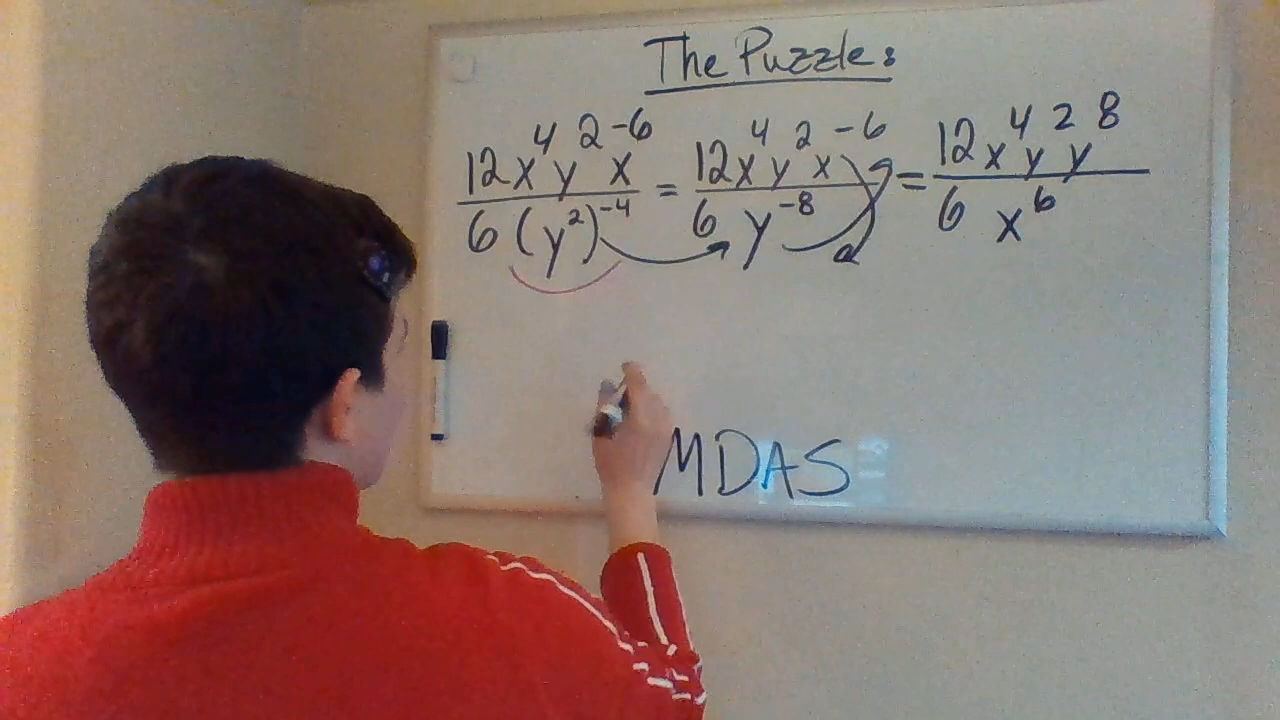 The Puzzle:
12x⁴y²x⁻⁶ / 6(y²)⁻⁴ = 12x⁴y²x⁻⁶ / 6y⁻⁸ = 12x⁴y²y⁸ / 6x⁶
MDAS